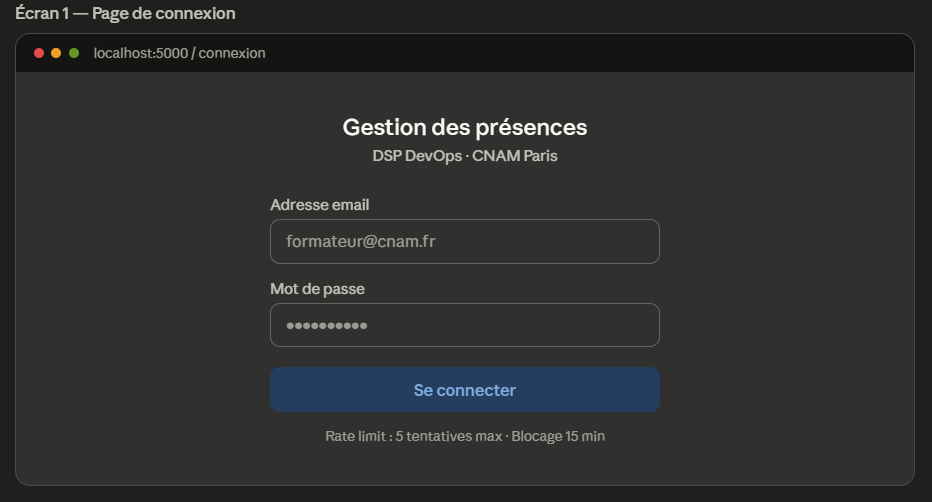 Écran 1 — Page de connexion
localhost:5000 / connexion
Gestion des présences
DSP DevOps · CNAM Paris
Adresse email
formateur@cnam.fr
Mot de passe
••••••••••
Se connecter
Rate limit : 5 tentatives max · Blocage 15 min